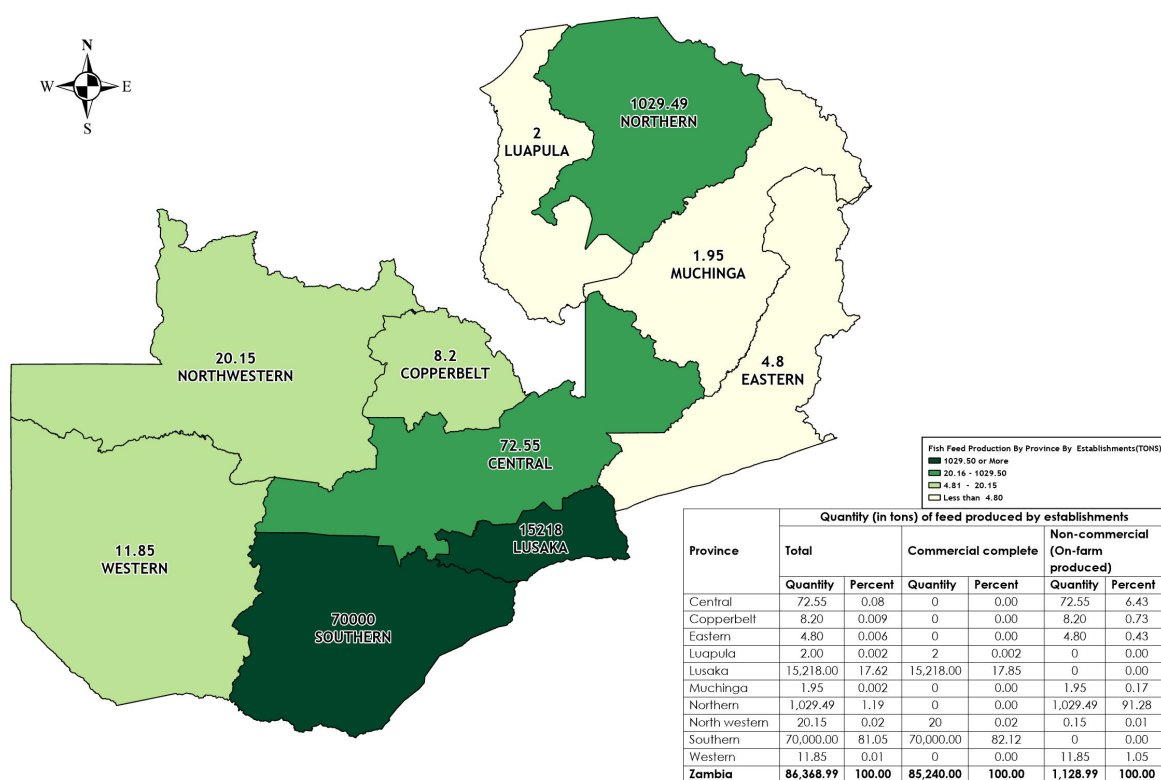 N
W E
S
1029.49
NORTHERN
2
LUAPULA
1.95
MUCHINGA
20.15
NORTHWESTERN
8.2
COPPERBELT
4.8
EASTERN
72.55
CENTRAL
15218
LUSAKA
11.85
WESTERN
70000
SOUTHERN
Fish Feed Production By Province By Establishments(TONS)
1029.50 or More
20.16 - 1029.50
4.81 - 20.15
Less than 4.80
Province Quantity (in tons) of feed produced by establishments
Total Commercial complete Non-commercial (On-farm produced)
Quantity Percent Quantity Percent Quantity Percent
Central 72.55 0.08 0 0.00 72.55 6.43
Copperbelt 8.20 0.009 0 0.00 8.20 0.73
Eastern 4.80 0.006 0 0.00 4.80 0.43
Luapula 2.00 0.002 2 0.002 0 0.00
Lusaka 15,218.00 17.62 15,218.00 17.85 0 0.00
Muchinga 1.95 0.002 0 0.00 1.95 0.17
Northern 1,029.49 1.19 0 0.00 1,029.49 91.28
North western 20.15 0.02 20 0.02 0.15 0.01
Southern 70,000.00 81.05 70,000.00 82.12 0 0.00
Western 11.85 0.01 0 0.00 11.85 1.05
Zambia 86,368.99 100.00 85,240.00 100.00 1,128.99 100.00